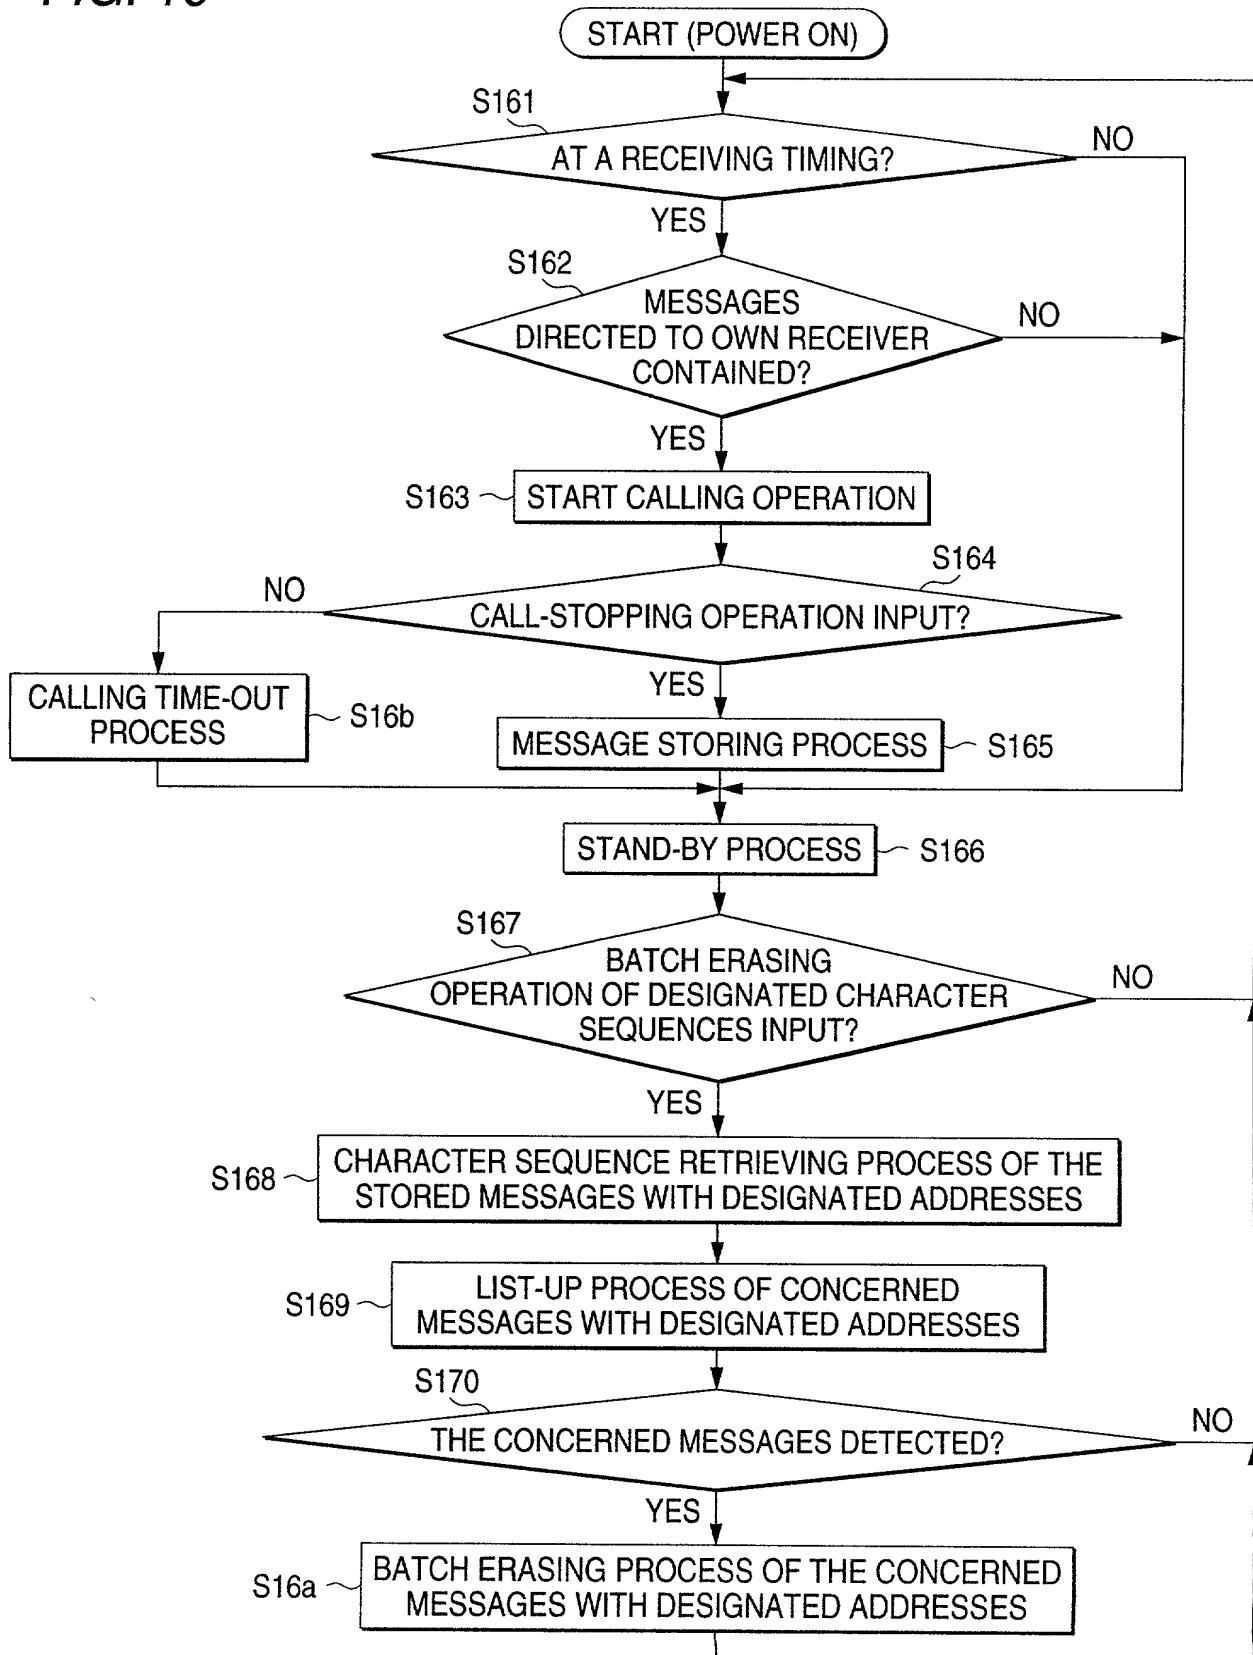 START (POWER ON)
S161
AT A RECEIVING TIMING?
NO
YES
S162
MESSAGES
DIRECTED TO OWN RECEIVER
CONTAINED?
NO
YES
S163
START CALLING OPERATION
S164
NO
CALL-STOPPING OPERATION INPUT?
YES
CALLING TIME-OUT
PROCESS
S16b
MESSAGE STORING PROCESS
S165
STAND-BY PROCESS
S166
S167
BATCH ERASING
OPERATION OF DESIGNATED CHARACTER
SEQUENCES INPUT?
NO
YES
S168
CHARACTER SEQUENCE RETRIEVING PROCESS OF THE
STORED MESSAGES WITH DESIGNATED ADDRESSES
S169
LIST-UP PROCESS OF CONCERNED
MESSAGES WITH DESIGNATED ADDRESSES
S170
THE CONCERNED MESSAGES DETECTED?
NO
YES
S16a
BATCH ERASING PROCESS OF THE CONCERNED
MESSAGES WITH DESIGNATED ADDRESSES